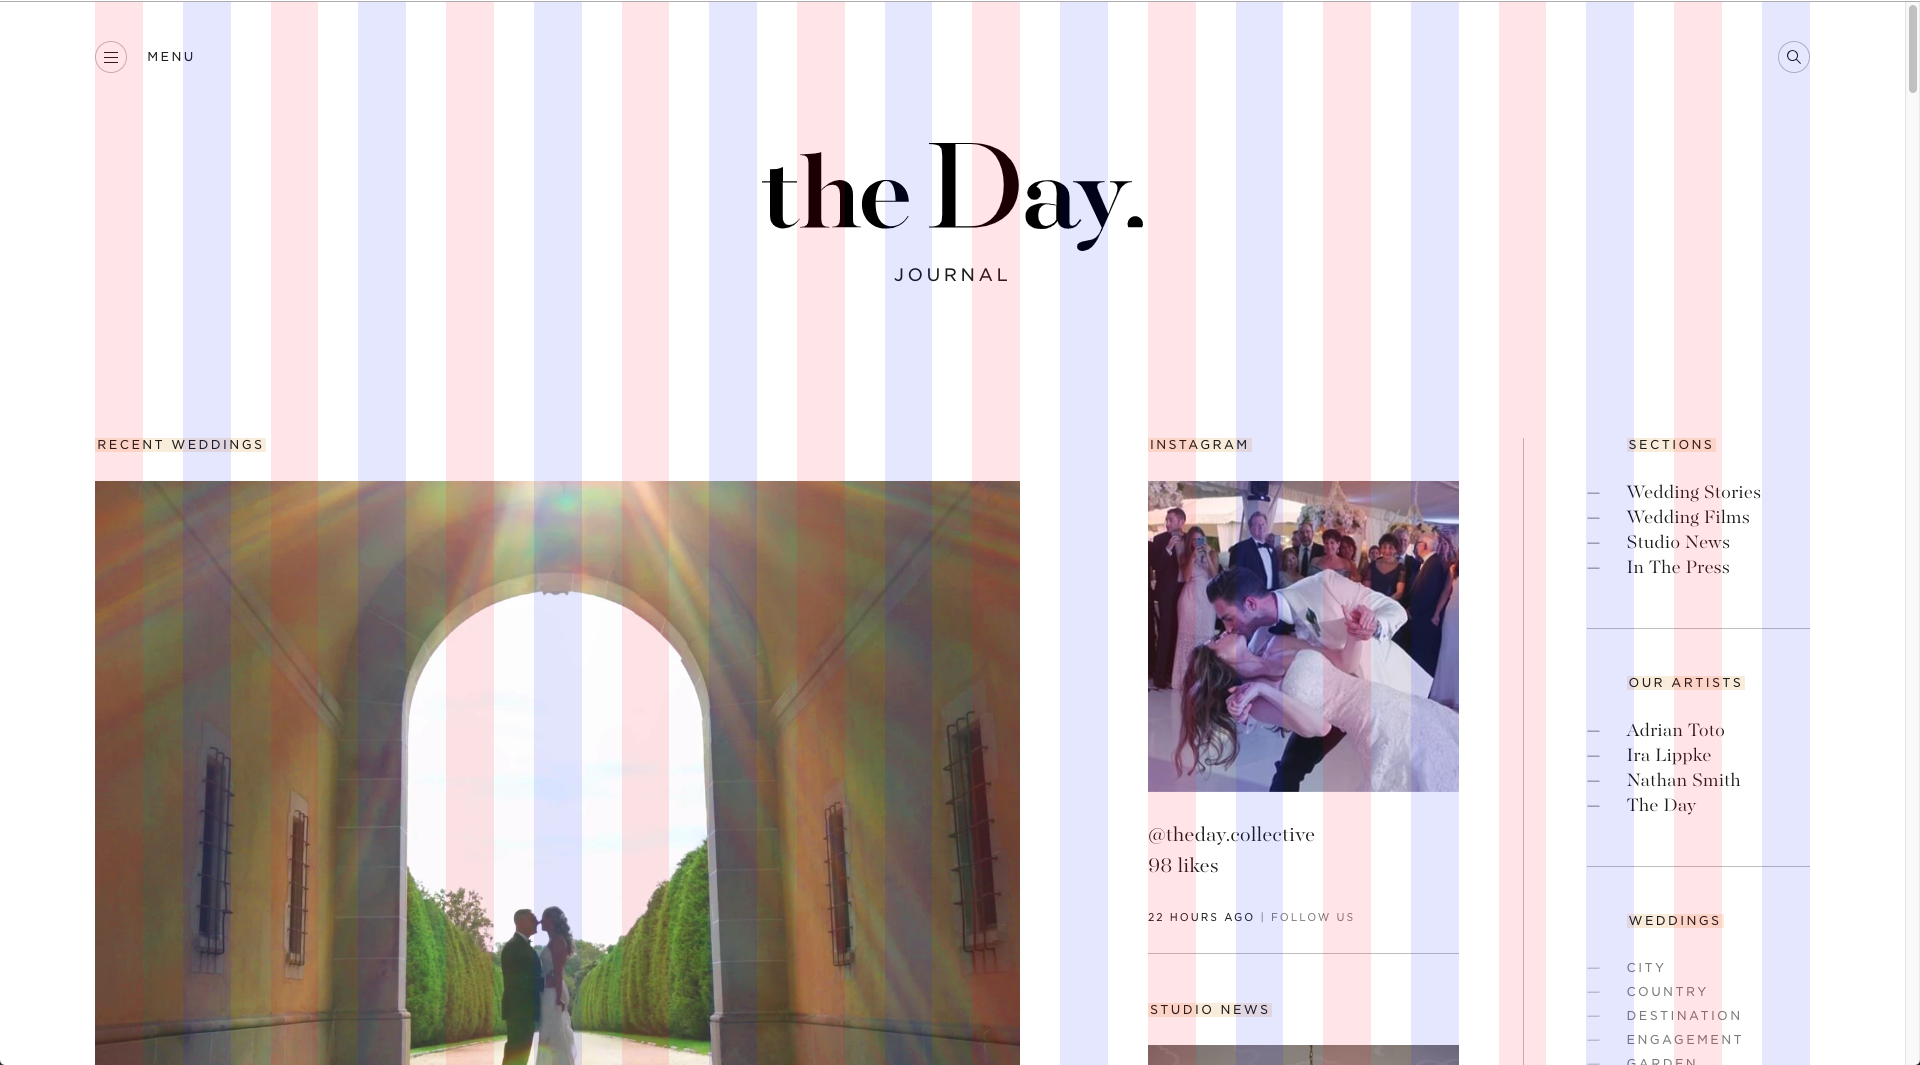 MENU
the Day.
JOURNAL
RECENT WEDDINGS
INSTAGRAM
@theday.collective
98 likes
22 HOURS AGO | FOLLOW US
STUDIO NEWS
SECTIONS
— Wedding Stories
— Wedding Films
— Studio News
— In The Press
OUR ARTISTS
— Adrian Toto
— Ira Lippke
— Nathan Smith
— The Day
WEDDINGS
— CITY
— COUNTRY
— DESTINATION
— ENGAGEMENT
— GARDEN